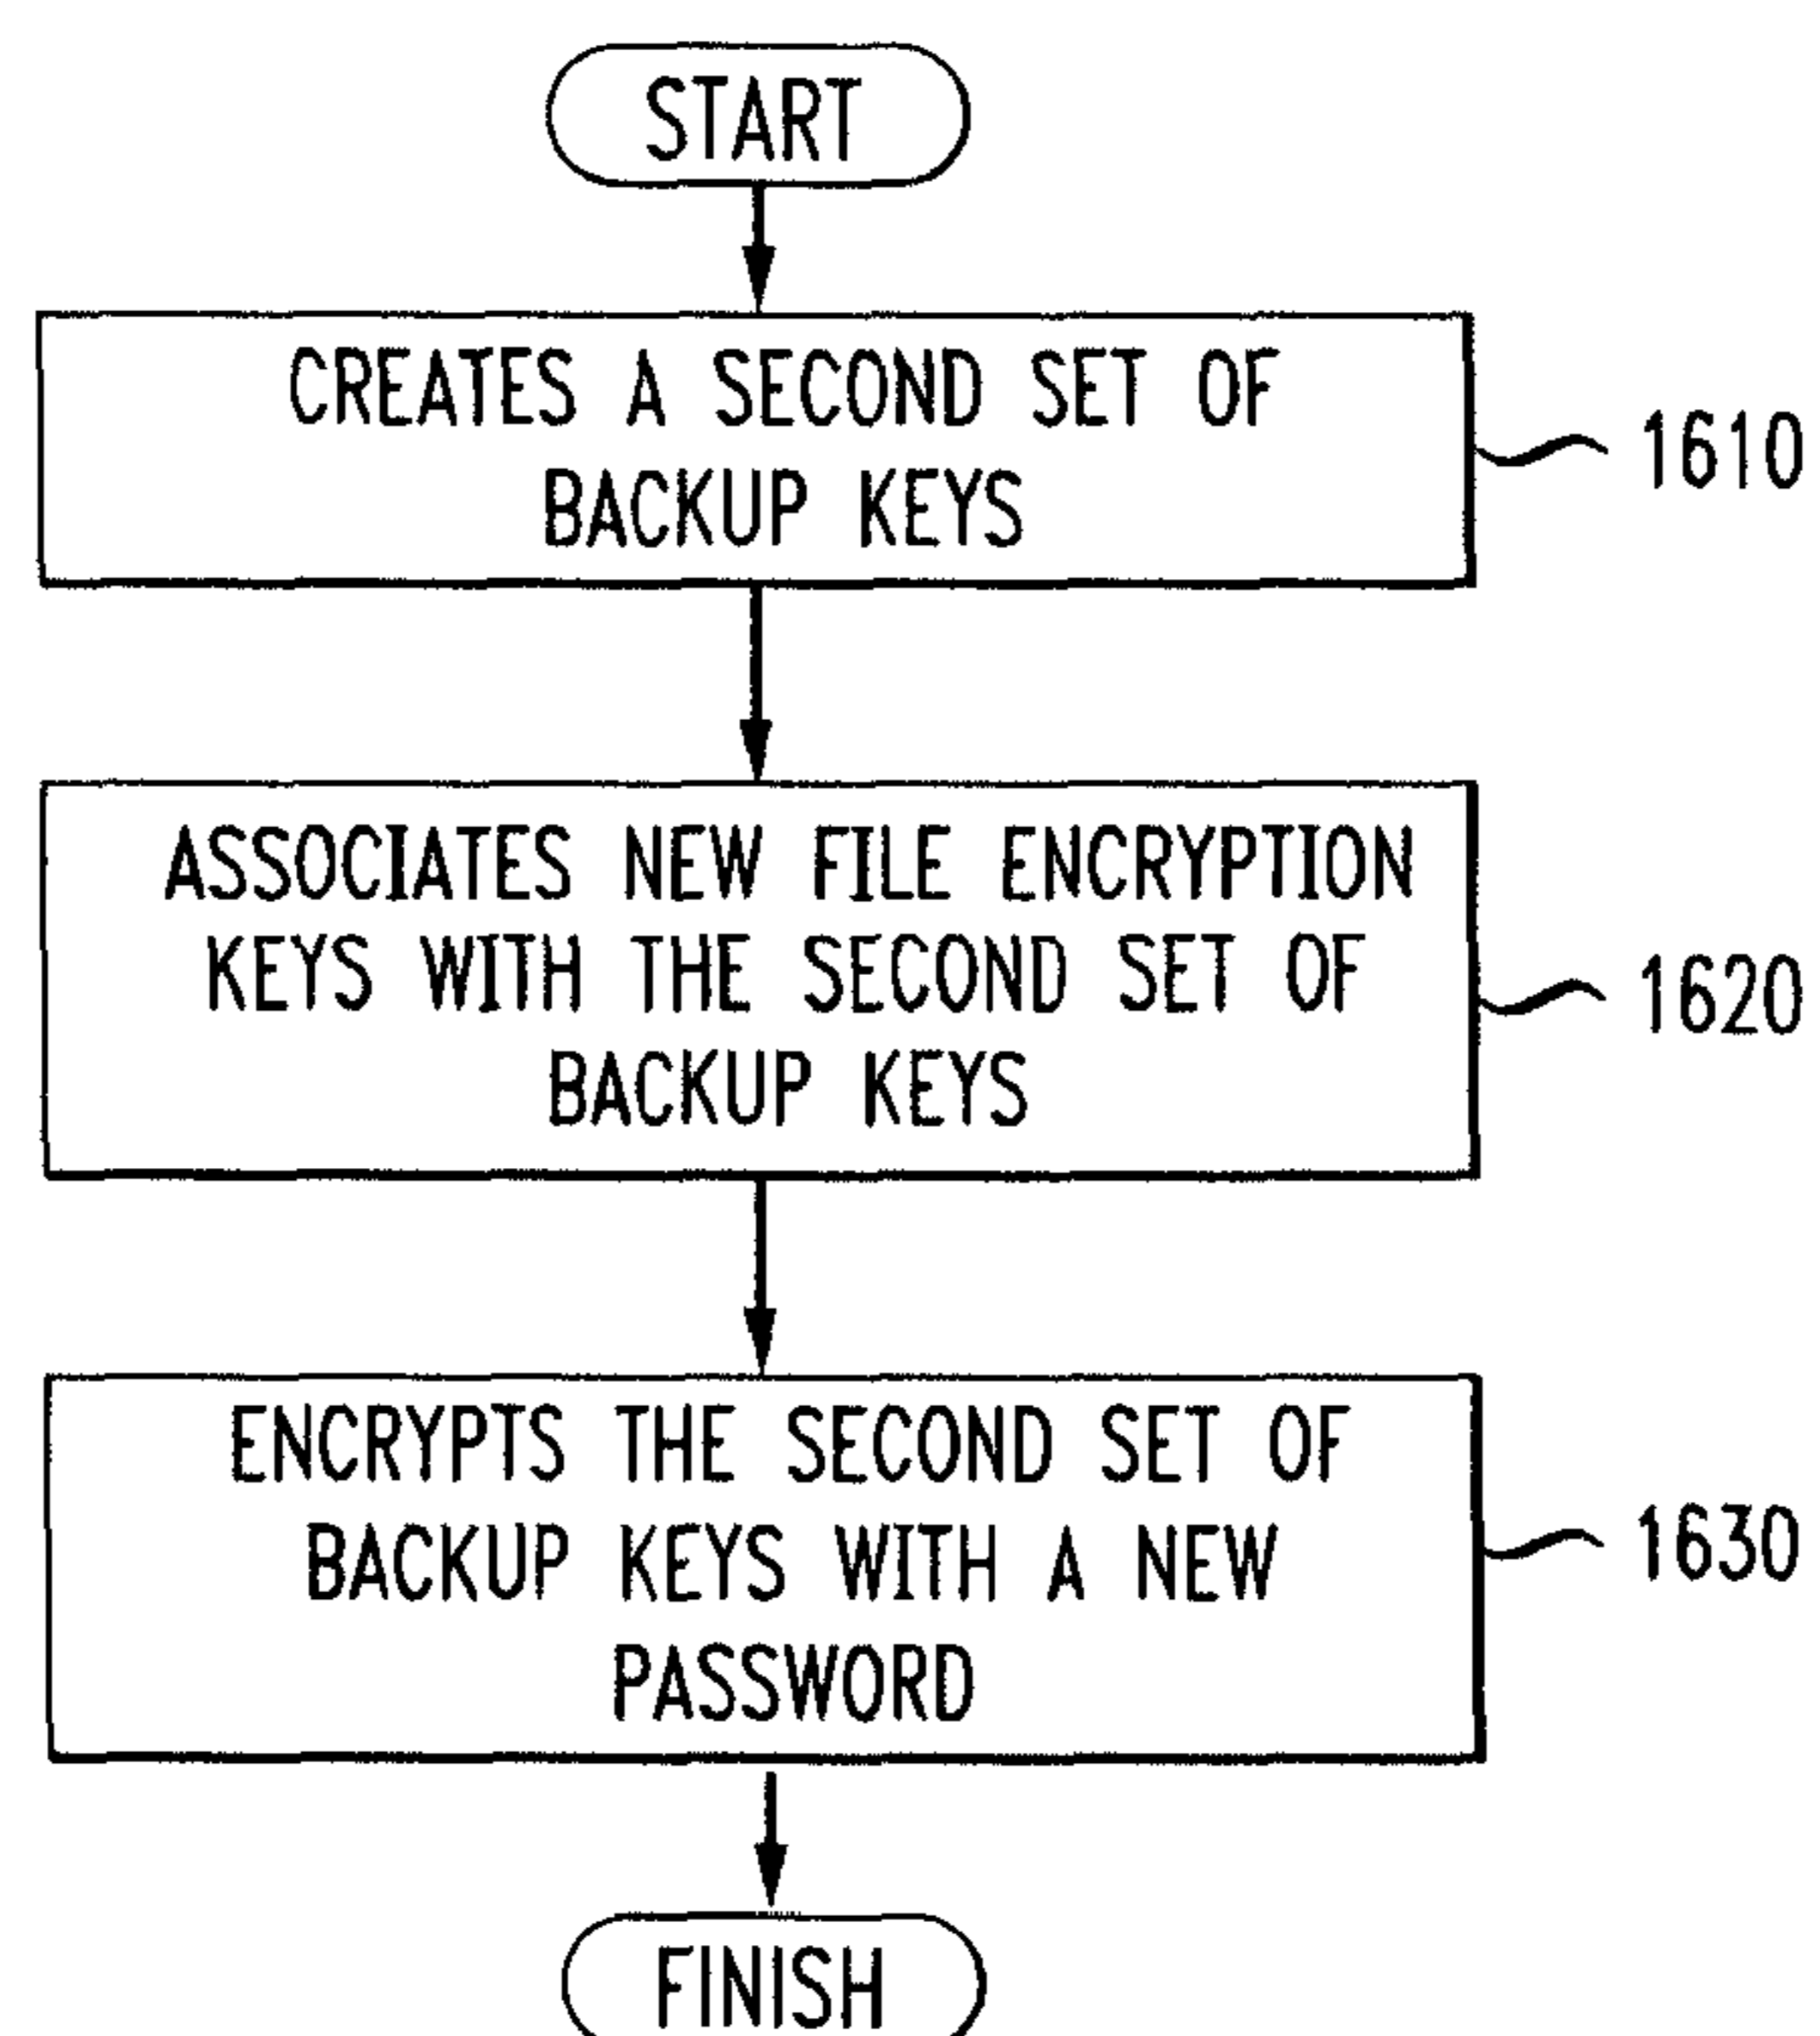 START
CREATES A SECOND SET OF
BACKUP KEYS
1610
ASSOCIATES NEW FILE ENCRYPTION
KEYS WITH THE SECOND SET OF
BACKUP KEYS
1620
ENCRYPTS THE SECOND SET OF
BACKUP KEYS WITH A NEW
PASSWORD
1630
FINISH